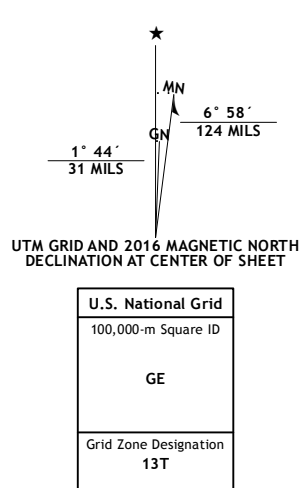 ★
MN
GN
6° 58´
124 MILS
1° 44´
31 MILS
UTM GRID AND 2016 MAGNETIC NORTH
DECLINATION AT CENTER OF SHEET
U.S. National Grid
100,000-m Square ID
GE
Grid Zone Designation
13T